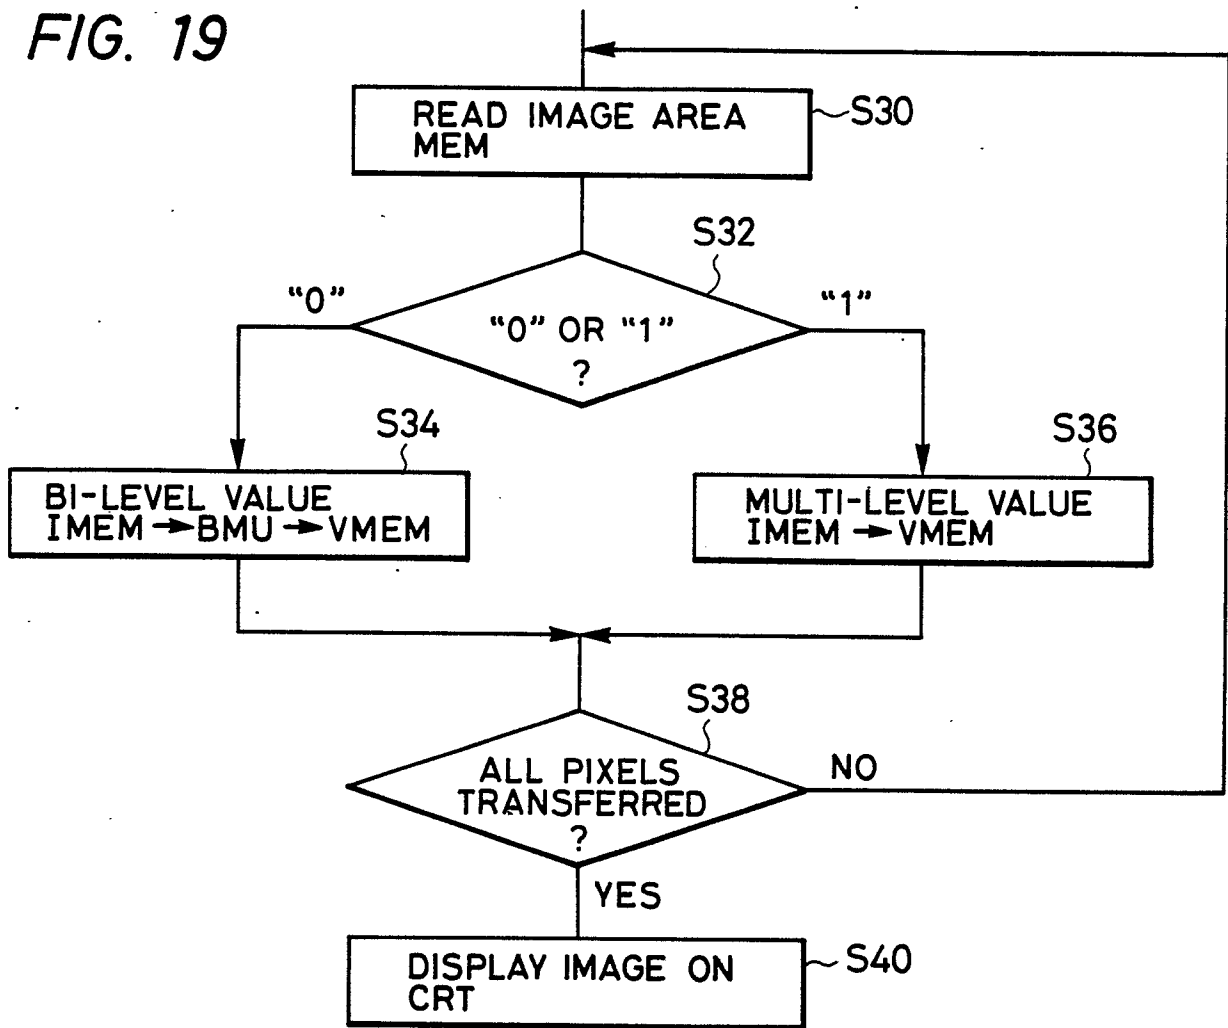 FIG. 19
READ IMAGE AREA
MEM
S30
S32
"0"
"0" OR "1"
?
"1"
S34
BI-LEVEL VALUE
IMEM → BMU → VMEM
S36
MULTI-LEVEL VALUE
IMEM → VMEM
S38
ALL PIXELS
TRANSFERRED
?
NO
YES
DISPLAY IMAGE ON
CRT
S40